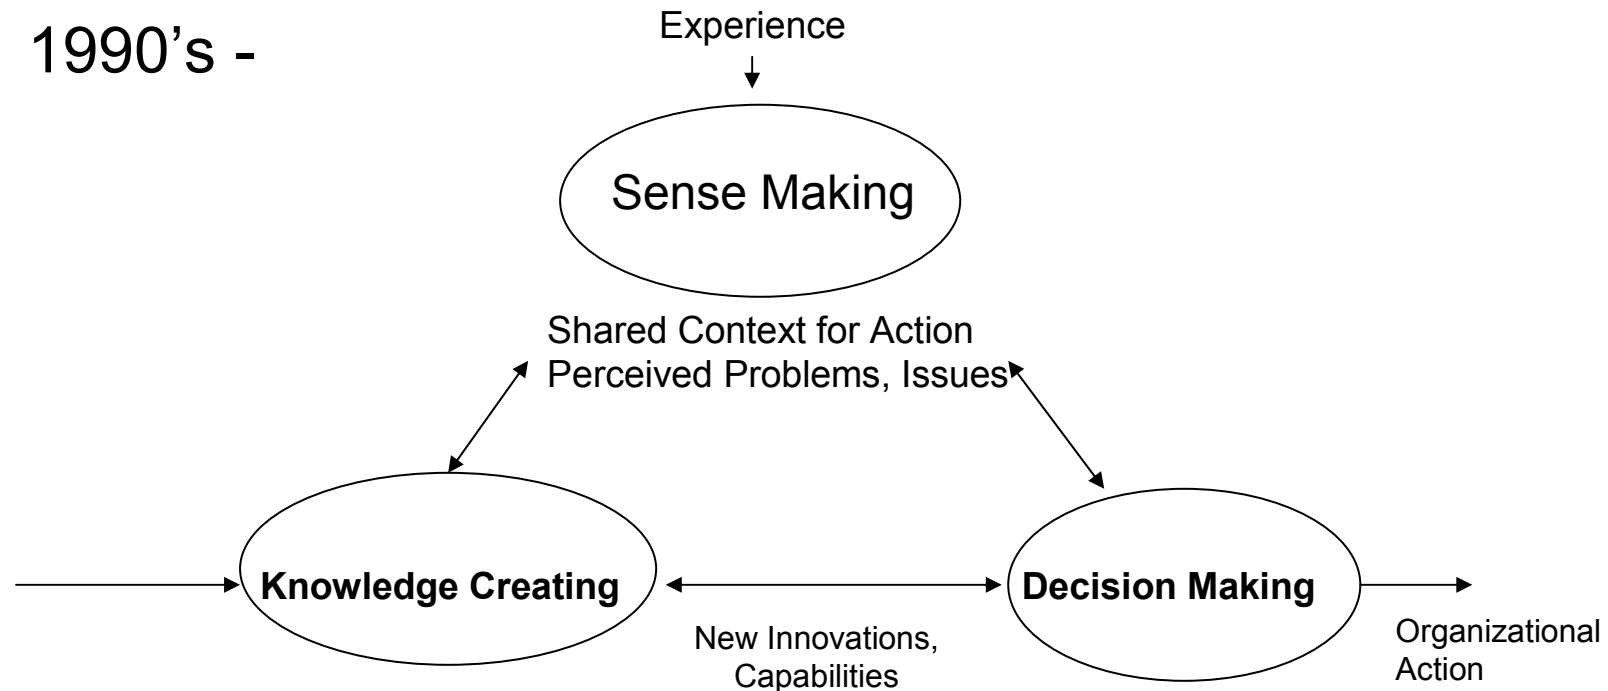 1990’s -
Experience
Sense Making
Shared Context for Action
Perceived Problems, Issues
Knowledge Creating
Decision Making
New Innovations,
Capabilities
Organizational
Action